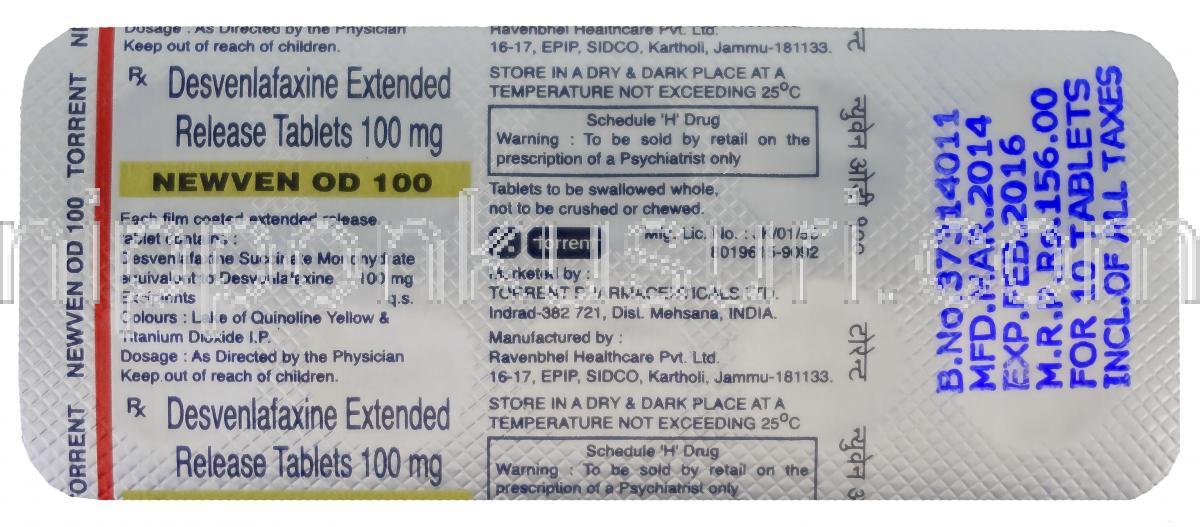 TORRENT
NEWVEN OD 100
TORRENT
Dosage : As Directed by the Physician
Keep out of reach of children.
Rx Desvenlafaxine Extended
Release Tablets 100 mg
NEWVEN OD 100
Each film coated extended release
tablet contains :
Desvenlafaxine Succinate Monohydrate
equivalent to Desvenlafaxine 100 mg
Excipients q.s.
Colours : Lake of Quinoline Yellow &
Titanium Dioxide I.P.
Dosage : As Directed by the Physician
Keep out of reach of children.
Rx Desvenlafaxine Extended
Release Tablets 100 mg
Ravenbhel Healthcare Pvt. Ltd.
16-17, EPIP, SIDCO, Kartholi, Jammu-181133.
STORE IN A DRY & DARK PLACE AT A
TEMPERATURE NOT EXCEEDING 25°C
Schedule 'H' Drug
Warning : To be sold by retail on the
prescription of a Psychiatrist only
Tablets to be swallowed whole,
not to be crushed or chewed.
torrent
Mfg. Lic. No. :
Marketed by :
TORRENT PHARMACEUTICALS LTD.
Indrad-382 721, Dist. Mehsana, INDIA.
Manufactured by :
Ravenbhel Healthcare Pvt. Ltd.
16-17, EPIP, SIDCO, Kartholi, Jammu-181133.
STORE IN A DRY & DARK PLACE AT A
TEMPERATURE NOT EXCEEDING 25°C
Schedule 'H' Drug
Warning : To be sold by retail on the
prescription of a Psychiatrist only
न्यूवेन ओडी १००
टोरेन्ट
न्यूवेन
B.No.37314011
MFD.MAR.2014
EXP.FEB.2016
M.R.P.Rs.156.00
FOR 10 TABLETS
INCL.OF ALL TAXES